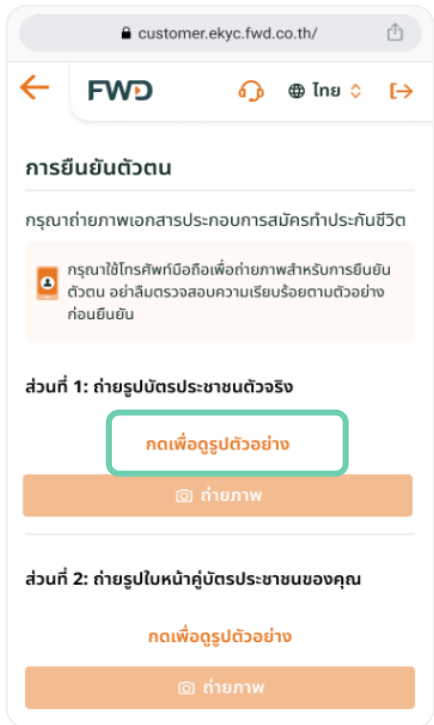 customer.ekyc.fwd.co.th/
FWD
ไทย
การยืนยันตัวตน
กรุณาถ่ายภาพเอกสารประกอบการสมัครทำประกันชีวิต
กรุณาใช้โทรศัพท์มือถือเพื่อถ่ายภาพสำหรับการยืนยัน
ตัวตน อย่าลืมตรวจสอบความเรียบร้อยตามตัวอย่าง
ก่อนยืนยัน
ส่วนที่ 1: ถ่ายรูปบัตรประชาชนตัวจริง
กดเพื่อดูรูปตัวอย่าง
ถ่ายภาพ
ส่วนที่ 2: ถ่ายรูปใบหน้าคู่บัตรประชาชนของคุณ
กดเพื่อดูรูปตัวอย่าง
ถ่ายภาพ